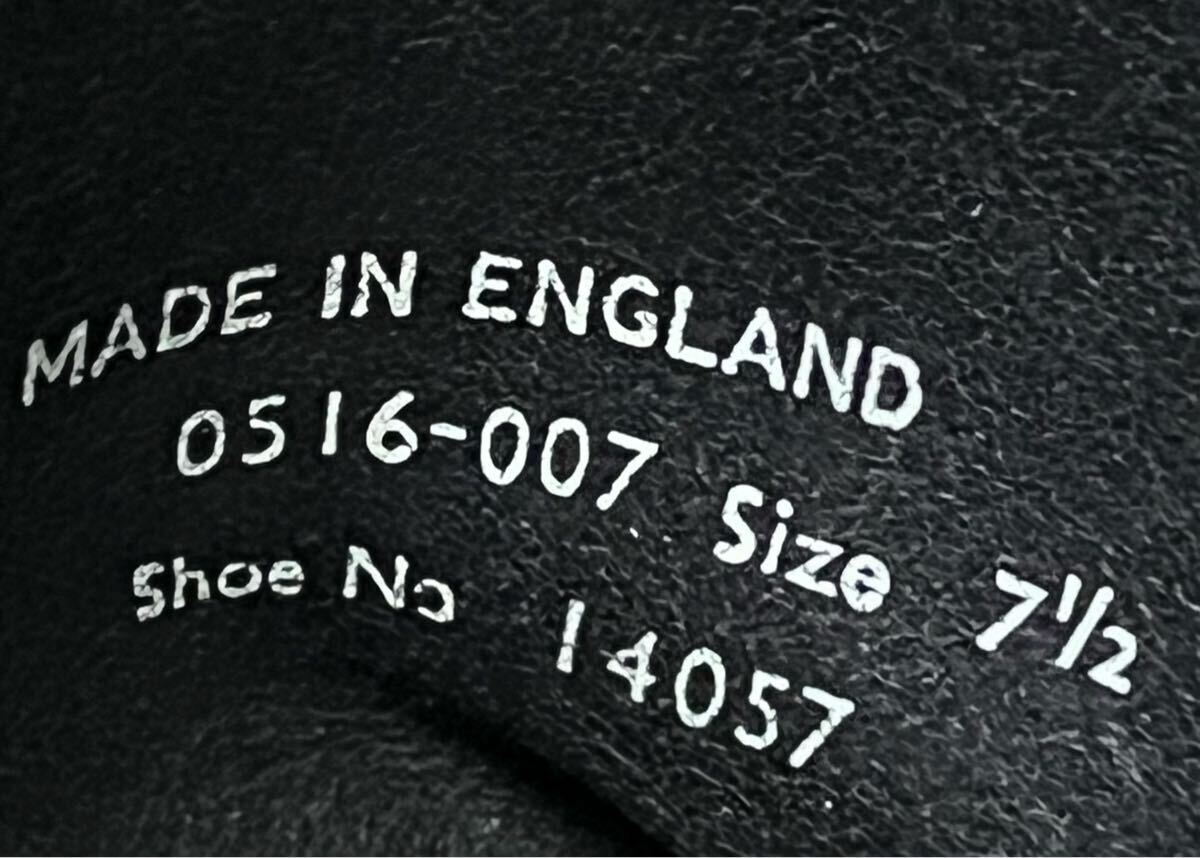 MADE IN ENGLAND
0516-007 Size 7½
Shoe No 14057